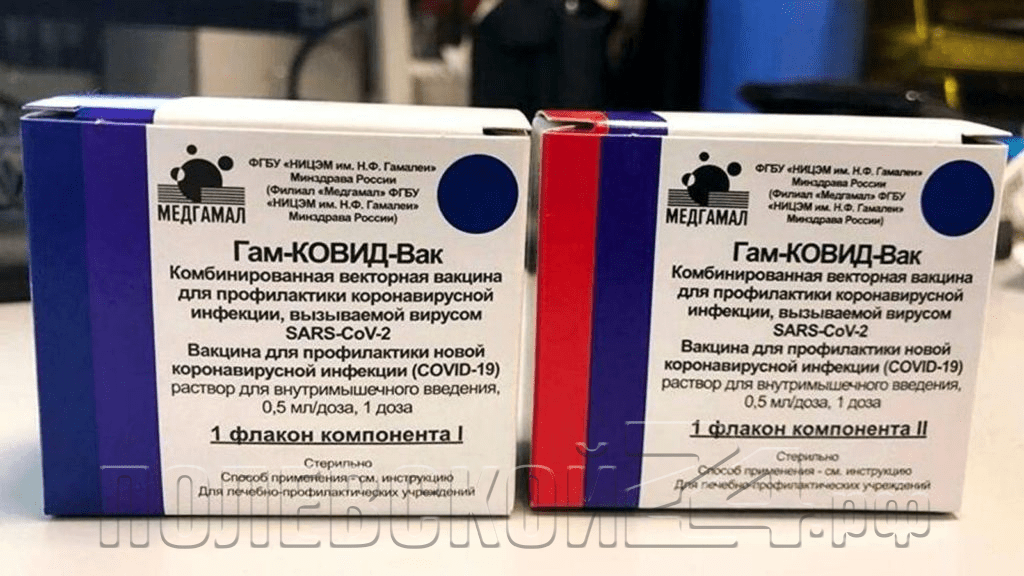 МЕДГАМАЛ
ФГБУ «НИЦЭМ им. Н.Ф. Гамалеи»
Минздрава России
(Филиал «Медгамал» ФГБУ
«НИЦЭМ им. Н.Ф. Гамалеи»
Минздрава России)
Гам-КОВИД-Вак
Комбинированная векторная вакцина
для профилактики коронавирусной
инфекции, вызываемой вирусом
SARS-CoV-2
Вакцина для профилактики новой
коронавирусной инфекции (COVID-19)
раствор для внутримышечного введения,
0,5 мл/доза, 1 доза
1 флакон компонента I
Стерильно
Способ применения - см. инструкцию
Для лечебно-профилактических учреждений
МЕДГАМАЛ
ФГБУ «НИЦЭМ им. Н.Ф. Гамалеи»
Минздрава России
(Филиал «Медгамал» ФГБУ
«НИЦЭМ им. Н.Ф. Гамалеи»
Минздрава России)
Гам-КОВИД-Вак
Комбинированная векторная вакцина
для профилактики коронавирусной
инфекции, вызываемой вирусом
SARS-CoV-2
Вакцина для профилактики новой
коронавирусной инфекции (COVID-19)
раствор для внутримышечного введения,
0,5 мл/доза, 1 доза
1 флакон компонента II
Стерильно
Способ применения - см. инструкцию
Для лечебно-профилактических учреждений
ПОЛЕВСКОЙ24.рф